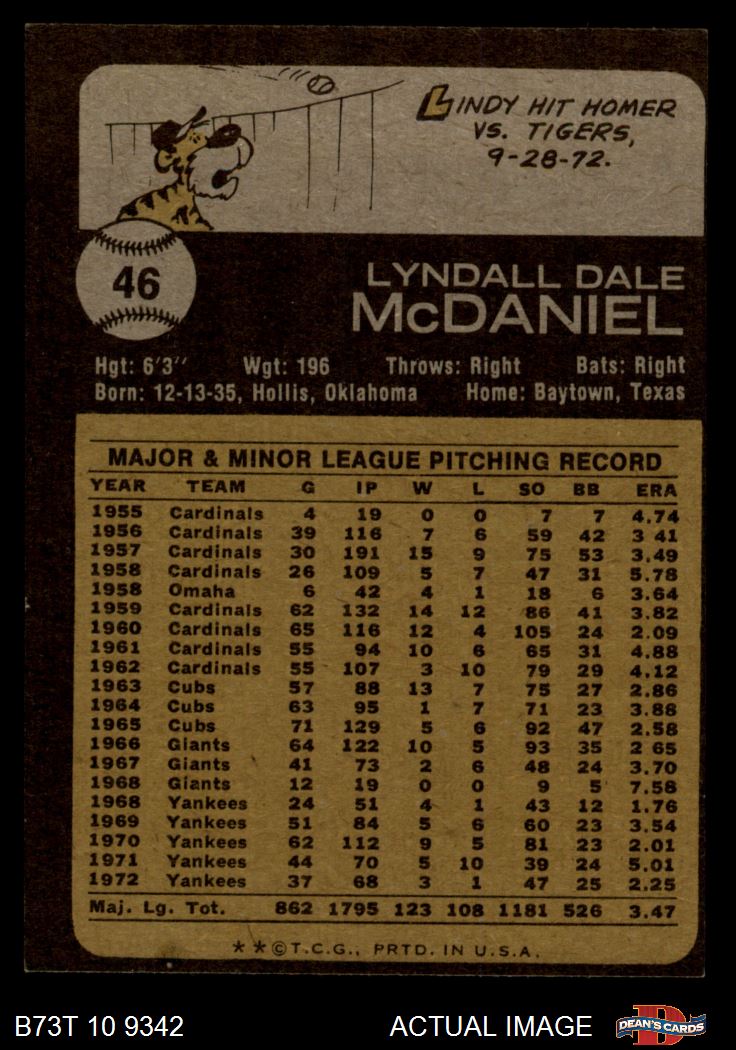 LINDY HIT HOMER
VS. TIGERS,
9-28-72.
46
LYNDALL DALE
McDANIEL
Hgt: 6'3" Wgt: 196 Throws: Right Bats: Right
Born: 12-13-35, Hollis, Oklahoma Home: Baytown, Texas
MAJOR & MINOR LEAGUE PITCHING RECORD
YEAR TEAM G IP W L SO BB ERA
1955 Cardinals 4 19 0 0 7 7 4.74
1956 Cardinals 39 116 7 6 59 42 3 41
1957 Cardinals 30 191 15 9 75 53 3.49
1958 Cardinals 26 109 5 7 47 31 5.78
1958 Omaha 6 42 4 1 18 6 3.64
1959 Cardinals 62 132 14 12 86 41 3.82
1960 Cardinals 65 116 12 4 105 24 2.09
1961 Cardinals 55 94 10 6 65 31 4.88
1962 Cardinals 55 107 3 10 79 29 4.12
1963 Cubs 57 88 13 7 75 27 2.86
1964 Cubs 63 95 1 7 71 23 3.88
1965 Cubs 71 129 5 6 92 47 2.58
1966 Giants 64 122 10 5 93 35 2 65
1967 Giants 41 73 2 6 48 24 3.70
1968 Giants 12 19 0 0 9 5 7.58
1968 Yankees 24 51 4 1 43 12 1.76
1969 Yankees 51 84 5 6 60 23 3.54
1970 Yankees 62 112 9 5 81 23 2.01
1971 Yankees 44 70 5 10 39 24 5.01
1972 Yankees 37 68 3 1 47 25 2.25
Maj. Lg. Tot. 862 1795 123 108 1181 526 3.47
* * © T.C.G., PRTD. IN U.S.A.
B73T 10 9342 ACTUAL IMAGE D DEAN'S CARDS